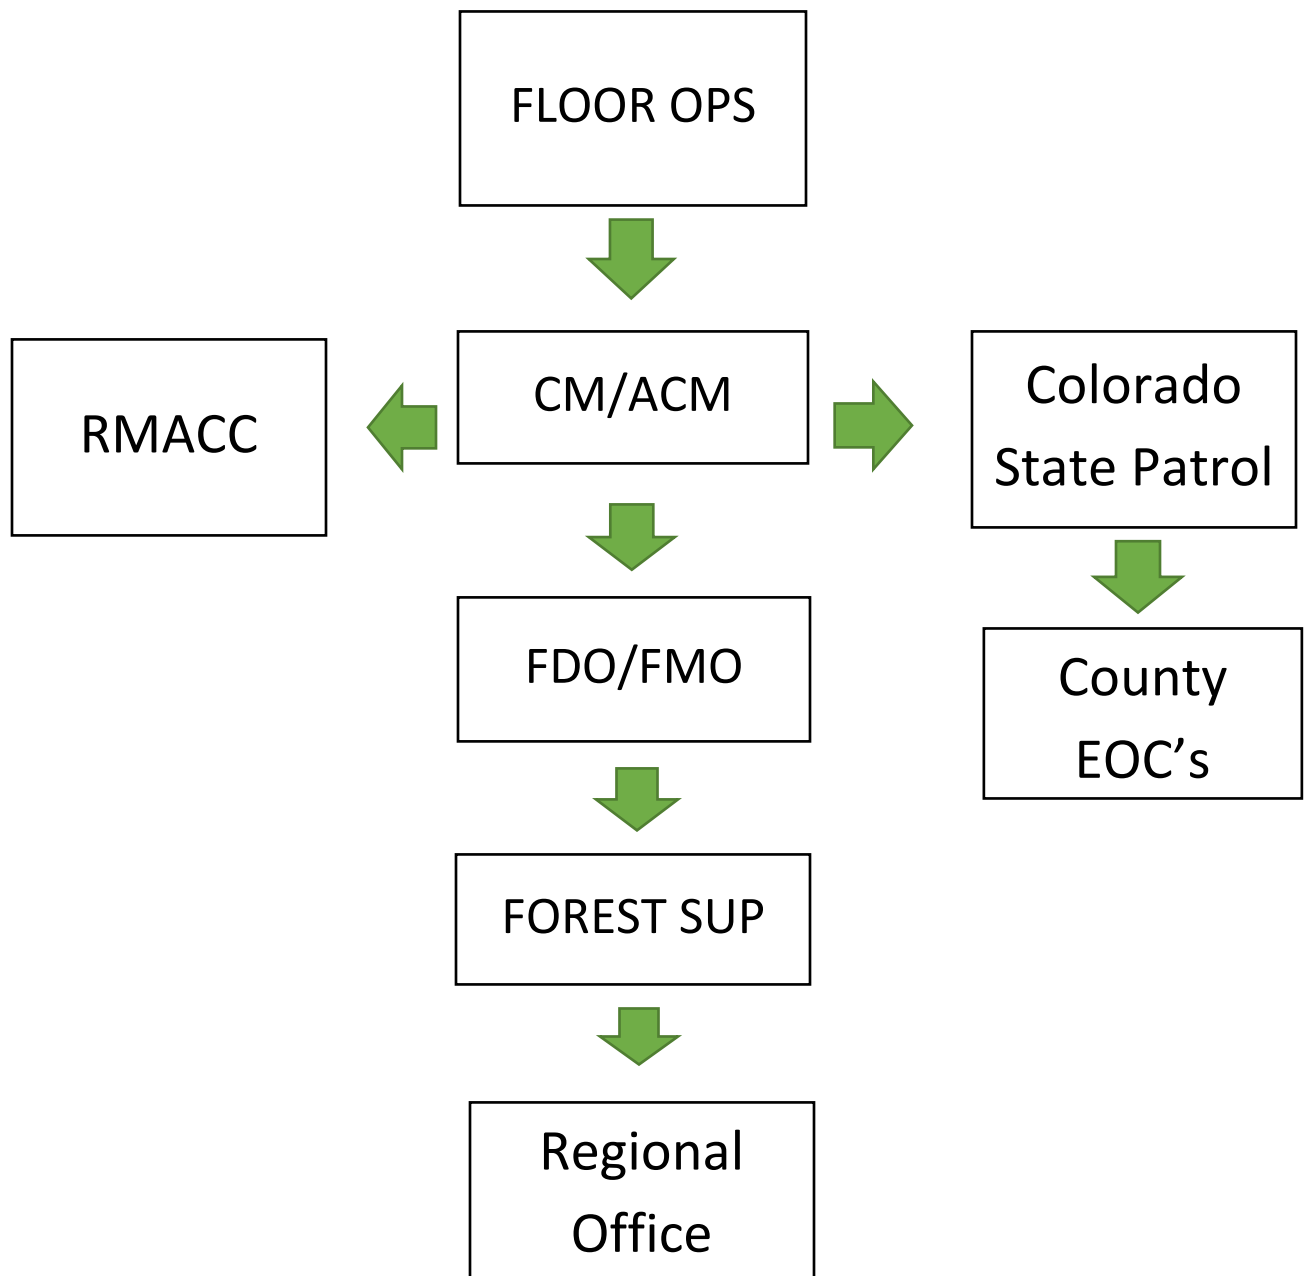 FLOOR OPS
RMACC
CM/ACM
Colorado
State Patrol
FDO/FMO
County
EOC’s
FOREST SUP
Regional
Office